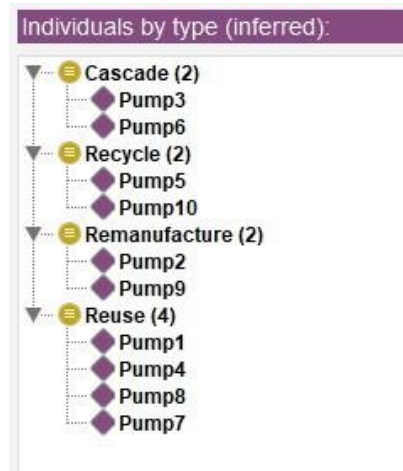 Individuals by type (inferred):
Cascade (2)
Pump3
Pump6
Recycle (2)
Pump5
Pump10
Remanufacture (2)
Pump2
Pump9
Reuse (4)
Pump1
Pump4
Pump8
Pump7